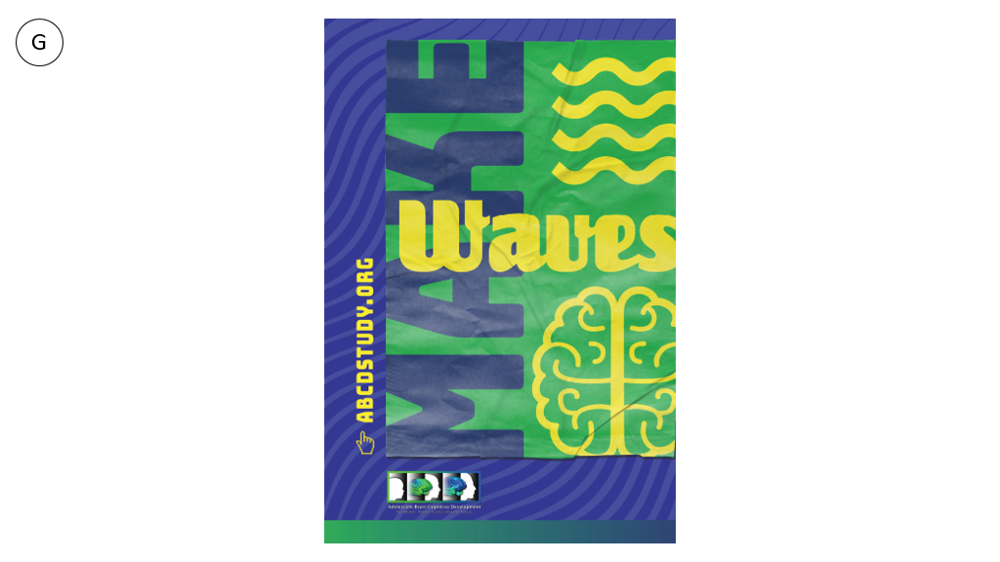 G
MAKE
Waves
ABCDSTUDY.ORG
Adolescent Brain Cognitive Development